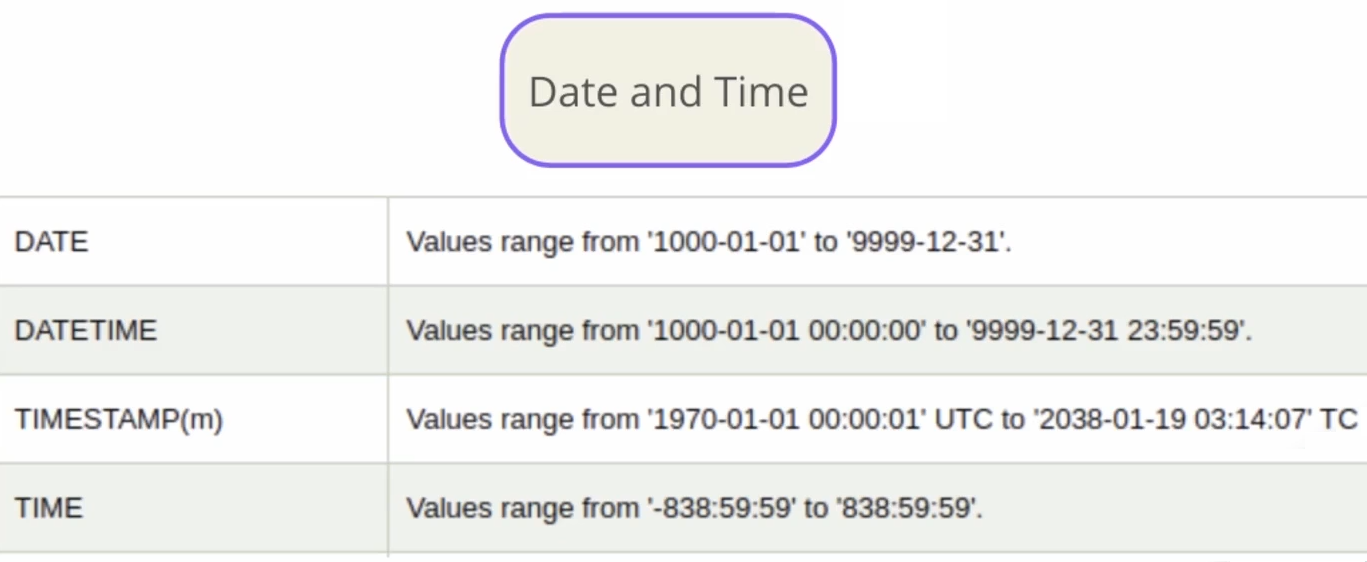 Date and Time
DATE Values range from '1000-01-01' to '9999-12-31'.
DATETIME Values range from '1000-01-01 00:00:00' to '9999-12-31 23:59:59'.
TIMESTAMP(m) Values range from '1970-01-01 00:00:01' UTC to '2038-01-19 03:14:07' TC
TIME Values range from '-838:59:59' to '838:59:59'.